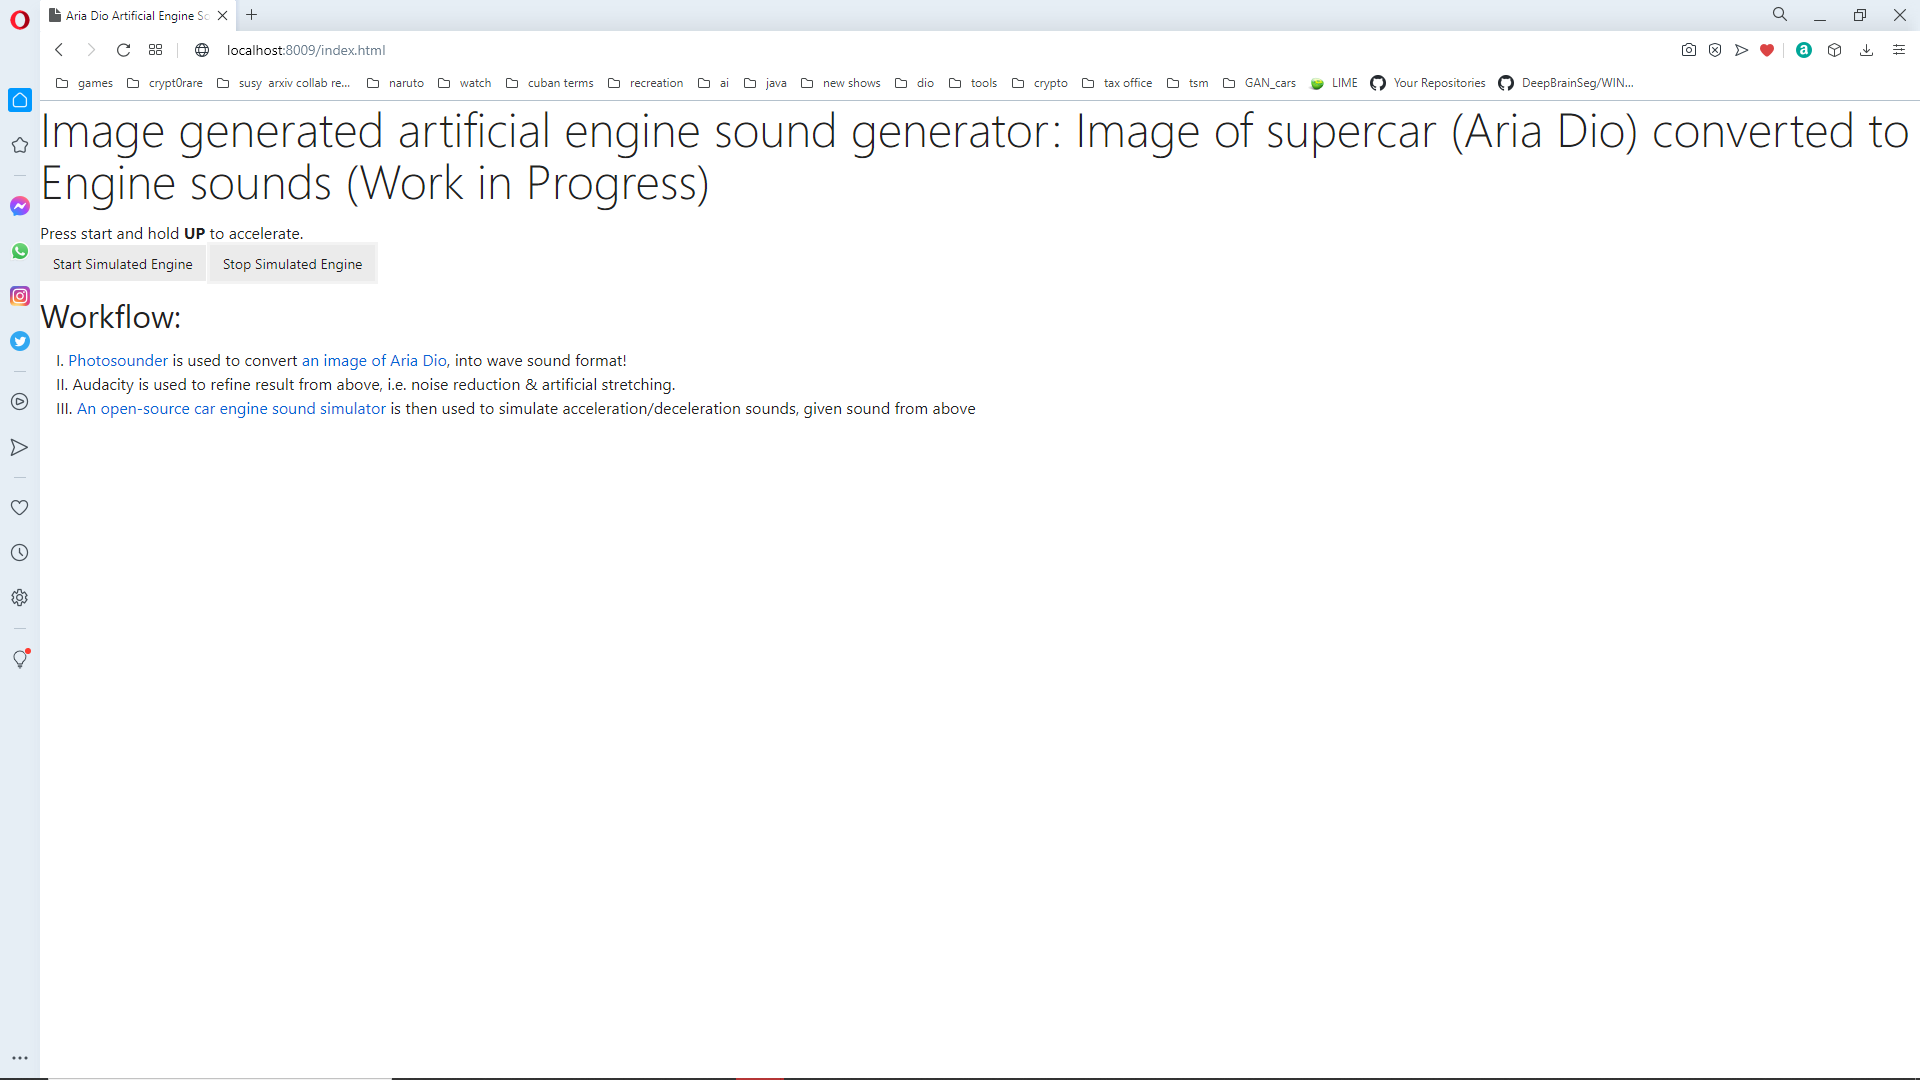 Aria Dio Artificial Engine So
localhost:8009/index.html
games crypt0rare susy arxiv collab re... naruto watch cuban terms recreation ai java new shows dio tools crypto tax office tsm GAN_cars LIME Your Repositories DeepBrainSeg/WIN...
Image generated artificial engine sound generator: Image of supercar (Aria Dio) converted to
Engine sounds (Work in Progress)
Press start and hold UP to accelerate.
Start Simulated Engine Stop Simulated Engine
Workflow:
I. Photosounder is used to convert an image of Aria Dio, into wave sound format!
II. Audacity is used to refine result from above, i.e. noise reduction & artificial stretching.
III. An open-source car engine sound simulator is then used to simulate acceleration/deceleration sounds, given sound from above